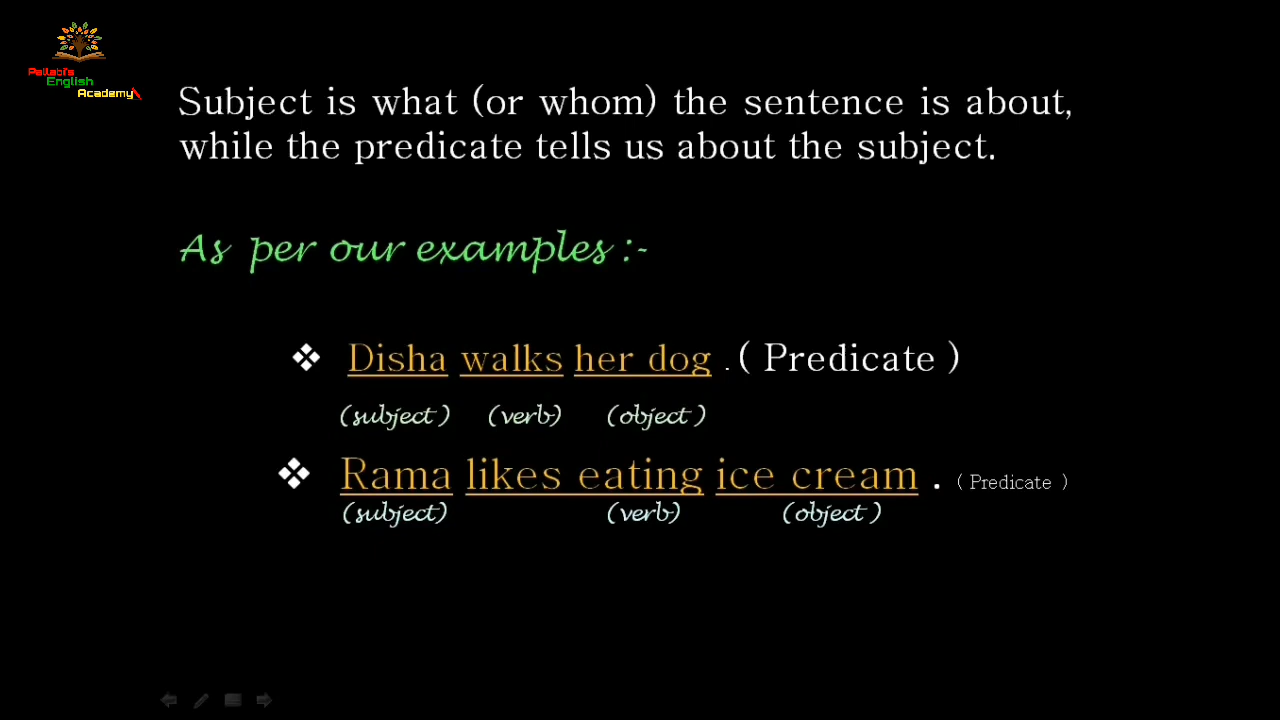 Pallabi's
English
Academy
Subject is what (or whom) the sentence is about,
while the predicate tells us about the subject.
As per our examples :-
❖ Disha walks her dog .( Predicate )
(subject) (verb) (object)
❖ Rama likes eating ice cream . ( Predicate )
(subject) (verb) (object)